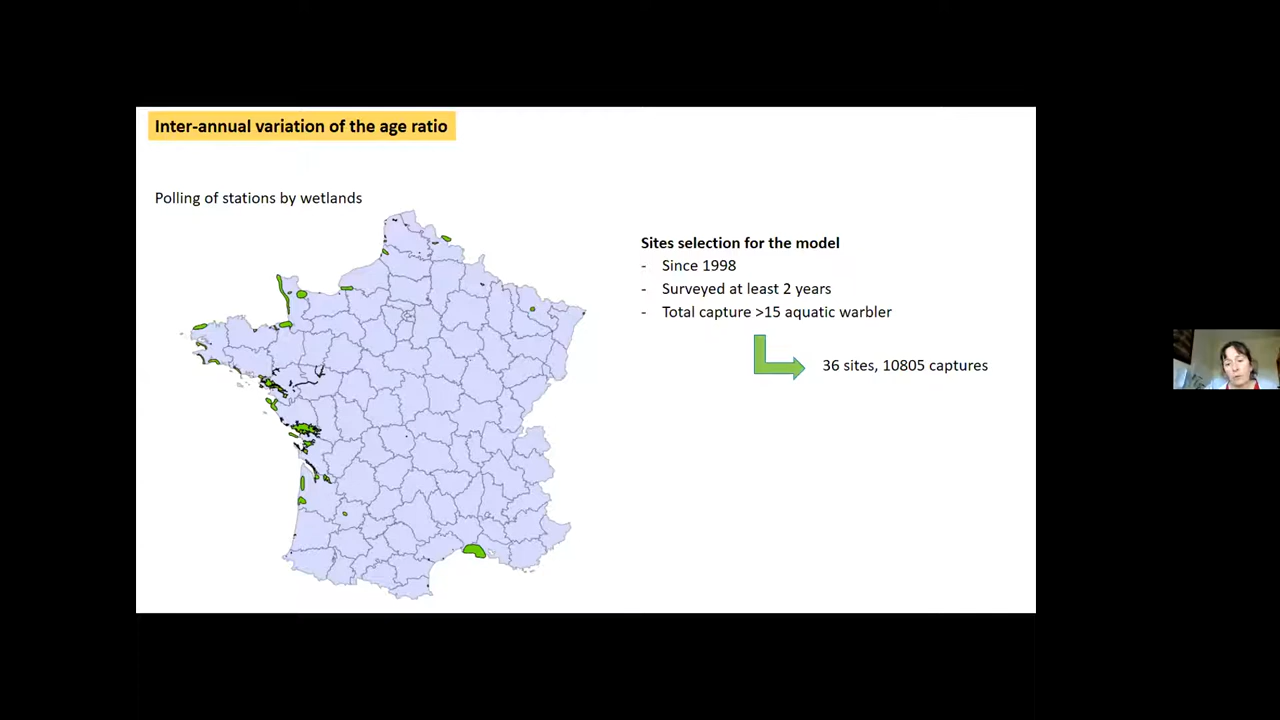 Inter-annual variation of the age ratio
Polling of stations by wetlands
Sites selection for the model
- Since 1998
- Surveyed at least 2 years
- Total capture >15 aquatic warbler
36 sites, 10805 captures